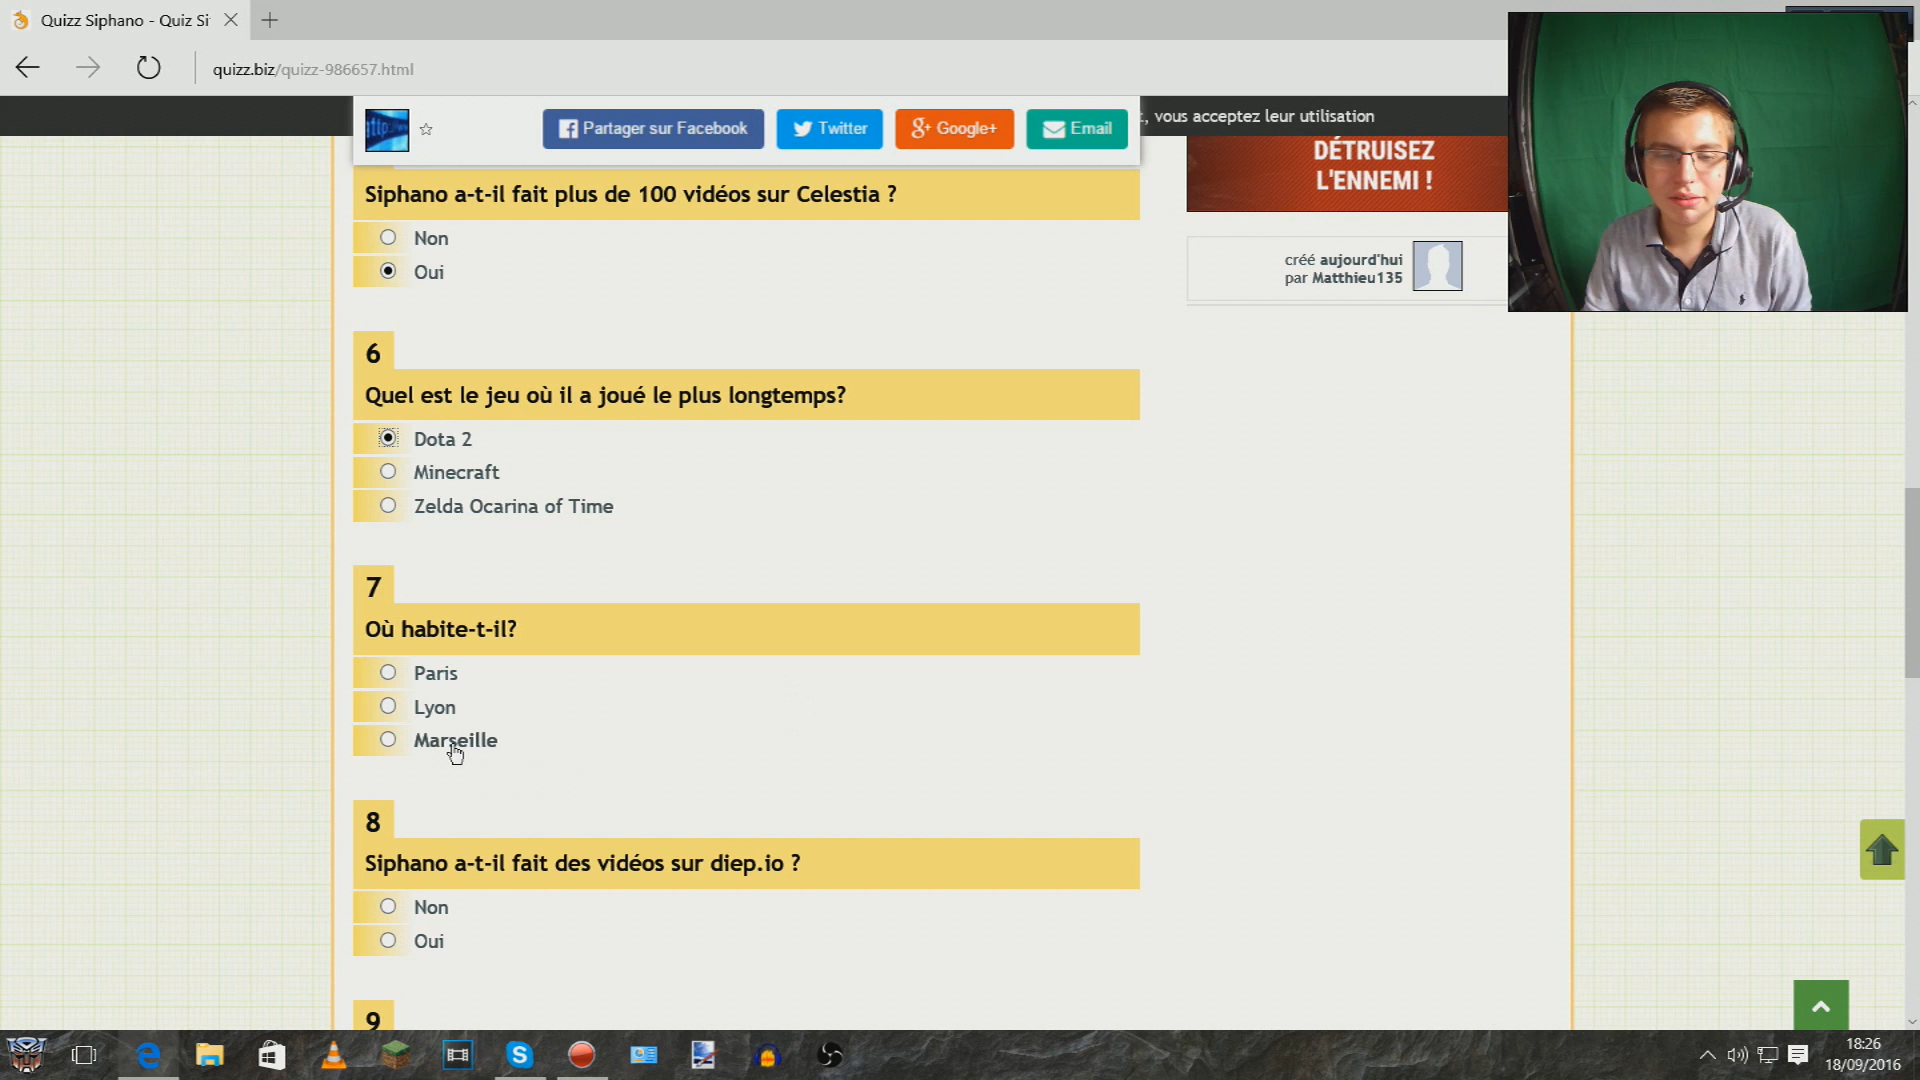 Quizz Siphano - Quiz Si
quizz.biz/quizz-986657.html
Partager sur Facebook
Twitter
Google+
Email
, vous acceptez leur utilisation
DÉTRUISEZ
L'ENNEMI !
créé aujourd'hui
par Matthieu135
Siphano a-t-il fait plus de 100 vidéos sur Celestia ?
Non
Oui
6
Quel est le jeu où il a joué le plus longtemps?
Dota 2
Minecraft
Zelda Ocarina of Time
7
Où habite-t-il?
Paris
Lyon
Marseille
8
Siphano a-t-il fait des vidéos sur diep.io ?
Non
Oui
9
18:26
18/09/2016